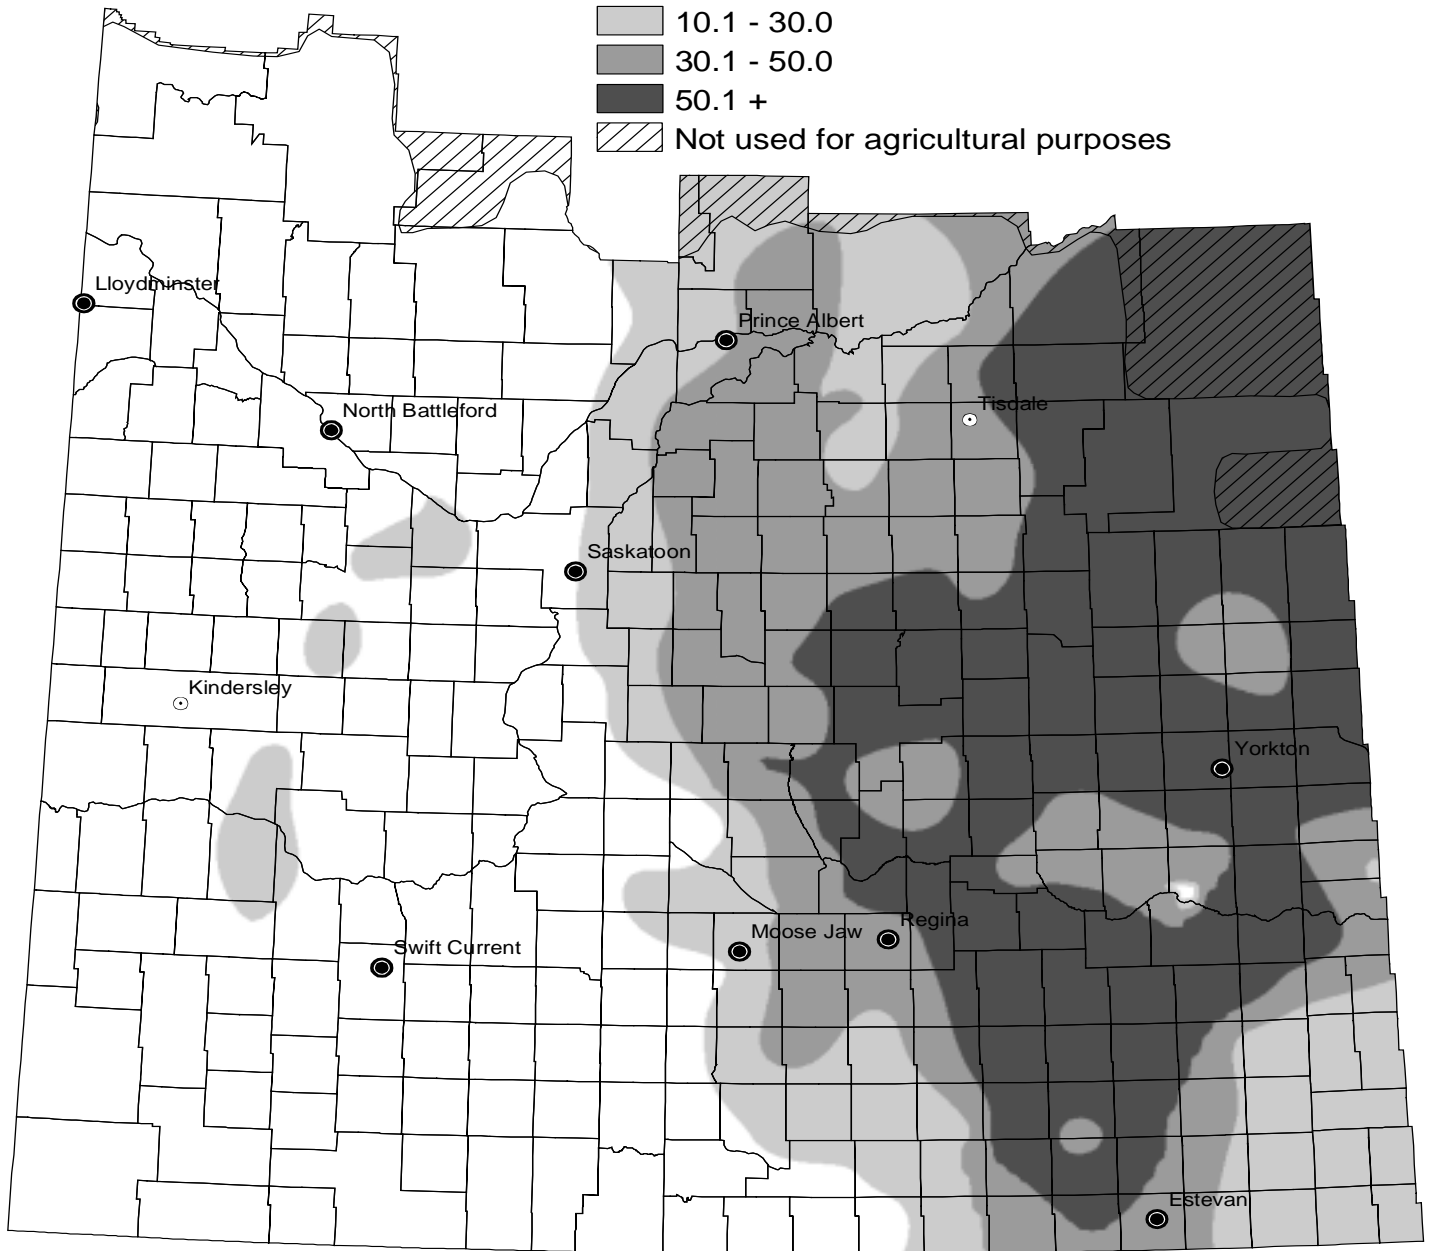 10.1 - 30.0
30.1 - 50.0
50.1 +
Not used for agricultural purposes
Lloydminster
Prince Albert
North Battleford
Tisdale
Saskatoon
Kindersley
Yorkton
Regina
Moose Jaw
Swift Current
Estevan